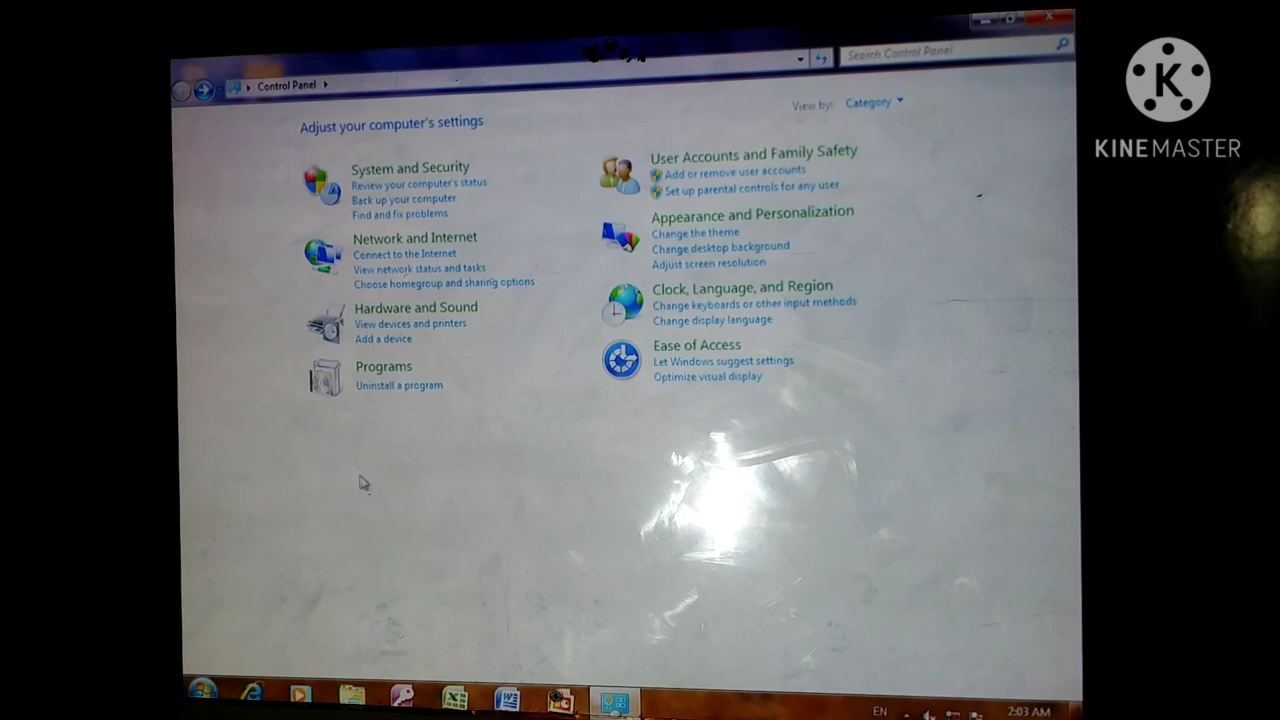 Control Panel
Search Control Panel
Adjust your computer's settings
View by: Category
System and Security
Review your computer's status
Back up your computer
Find and fix problems
Network and Internet
Connect to the Internet
View network status and tasks
Choose homegroup and sharing options
Hardware and Sound
View devices and printers
Add a device
Programs
Uninstall a program
User Accounts and Family Safety
Add or remove user accounts
Set up parental controls for any user
Appearance and Personalization
Change the theme
Change desktop background
Adjust screen resolution
Clock, Language, and Region
Change keyboards or other input methods
Change display language
Ease of Access
Let Windows suggest settings
Optimize visual display
EN
2:03 AM
K
KINEMASTER